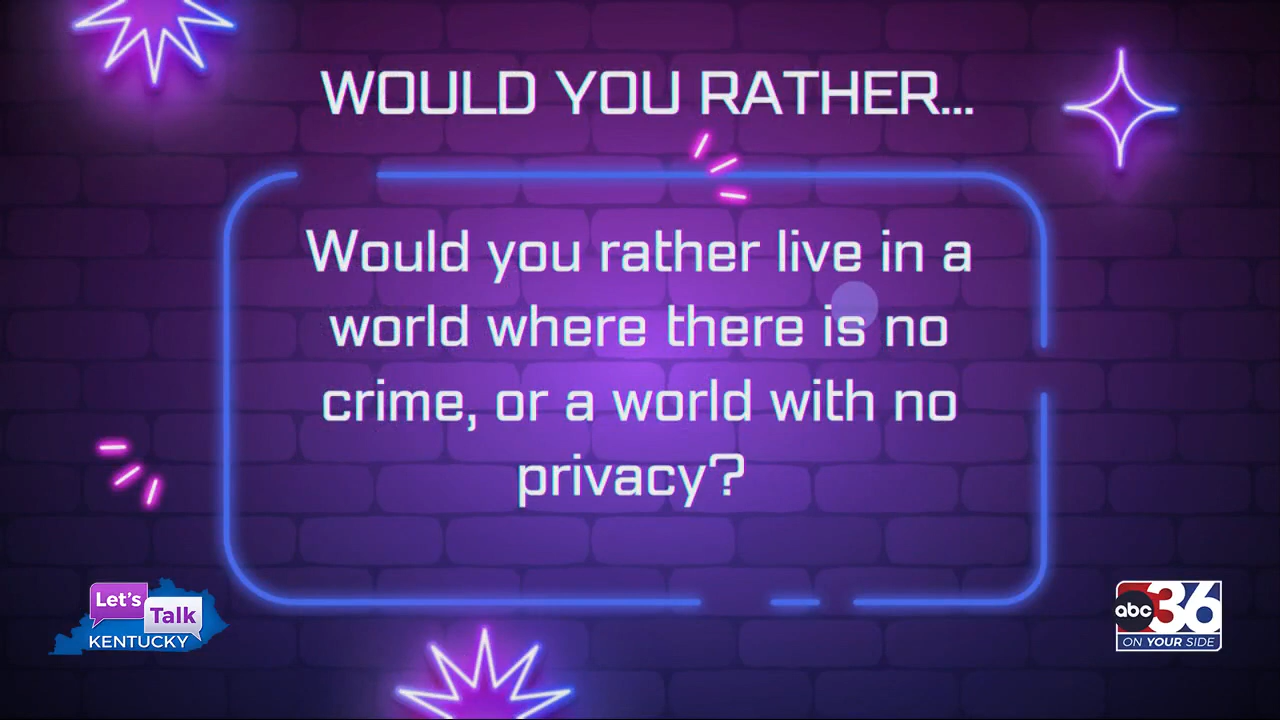 WOULD YOU RATHER...
Would you rather live in a
world where there is no
crime, or a world with no
privacy?
Let's
Talk
KENTUCKY
abc 36
ON YOUR SIDE